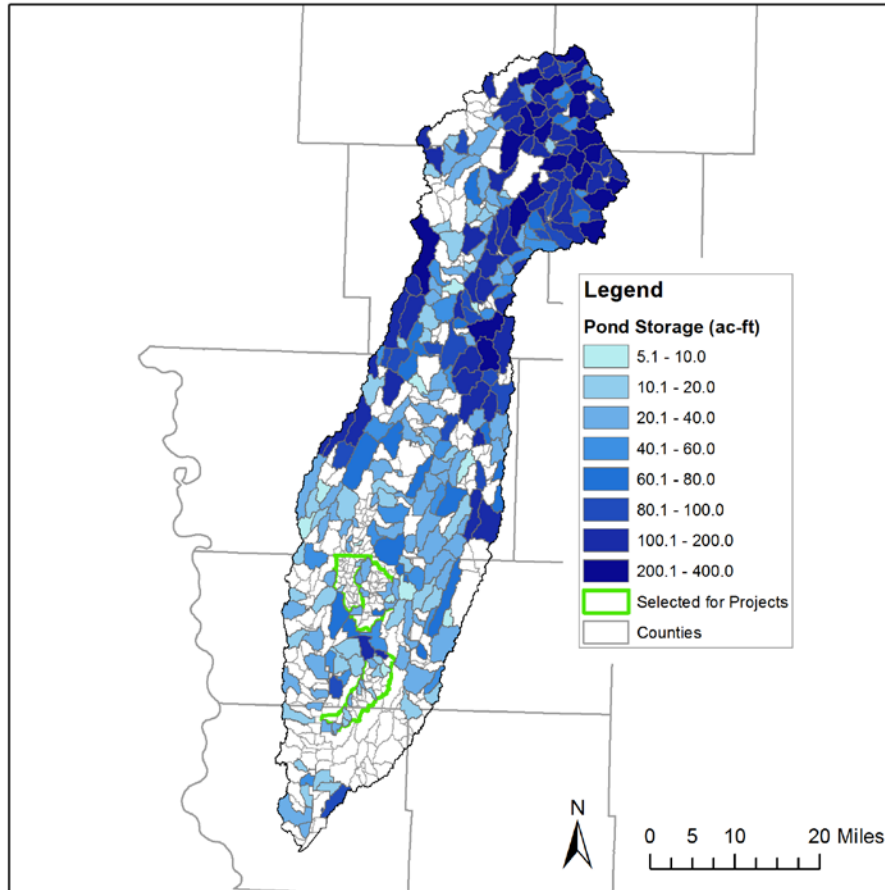 Legend
Pond Storage (ac-ft)
5.1 - 10.0
10.1 - 20.0
20.1 - 40.0
40.1 - 60.0
60.1 - 80.0
80.1 - 100.0
100.1 - 200.0
200.1 - 400.0
Selected for Projects
Counties
N
0 5 10 20 Miles